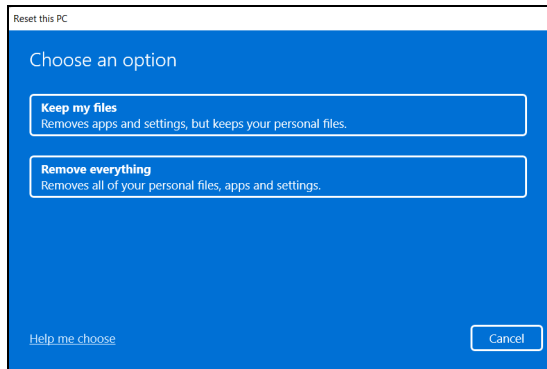 Reset this PC
Choose an option
Keep my files
Removes apps and settings, but keeps your personal files.
Remove everything
Removes all of your personal files, apps and settings.
Help me choose
Cancel